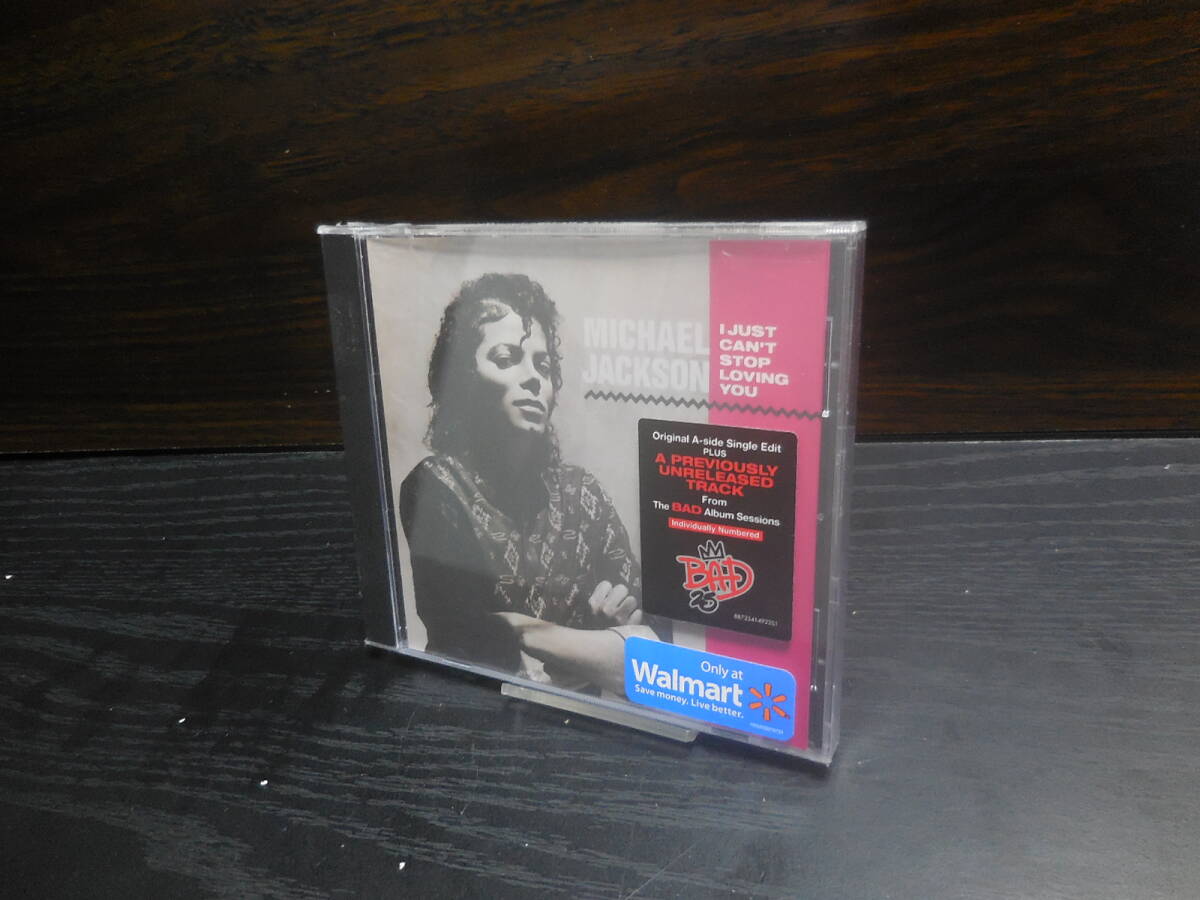 MICHAEL
JACKSON
I JUST
CAN'T
STOP
LOVING
YOU
Original A-side Single Edit
PLUS
A PREVIOUSLY
UNRELEASED
TRACK
From
The BAD Album Sessions
Individually Numbered
BAD
25
Only at
Walmart
Save money. Live better.